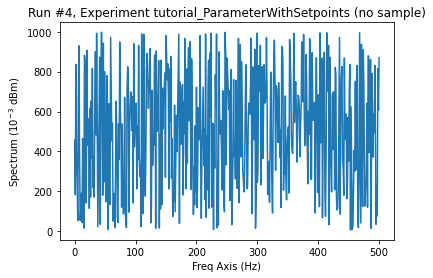 Run #4, Experiment tutorial_ParameterWithSetpoints (no sample)
1000
800
600
400
200
0
Spectrum (10⁻³ dBm)
0 100 200 300 400 500
Freq Axis (Hz)